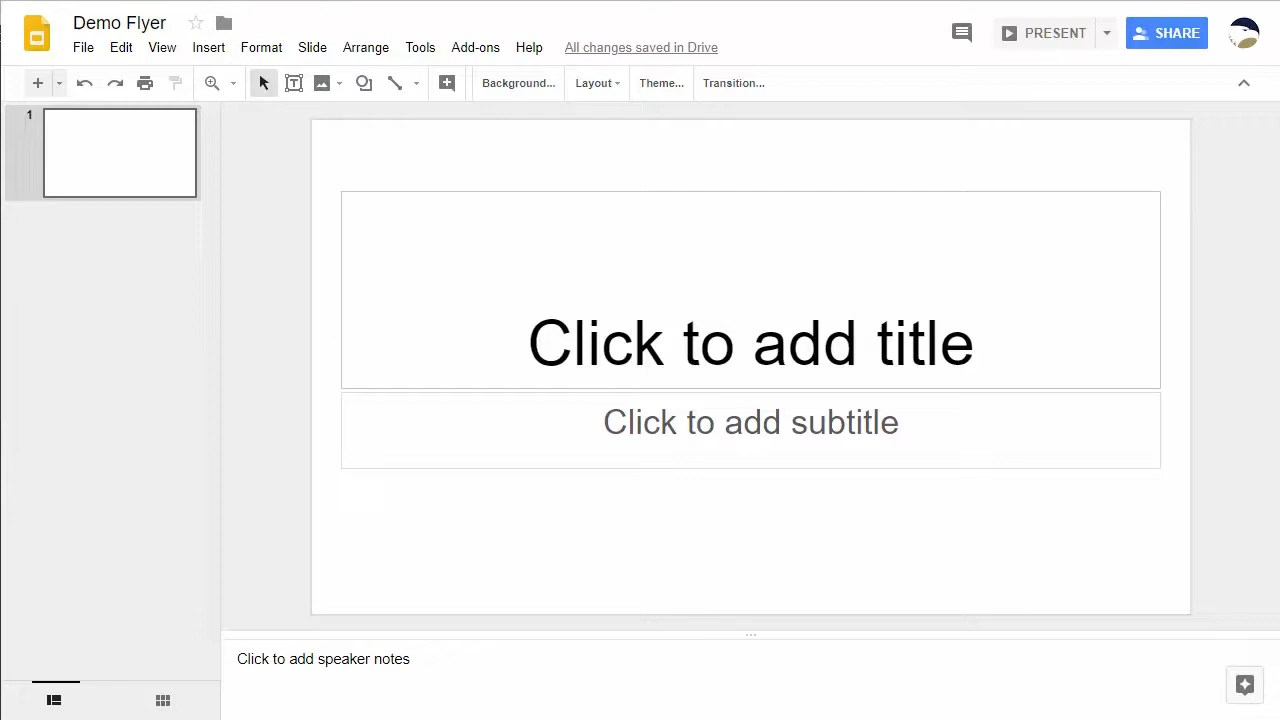 Demo Flyer
File Edit View Insert Format Slide Arrange Tools Add-ons Help All changes saved in Drive
PRESENT SHARE
Background... Layout Theme... Transition...
1
Click to add title
Click to add subtitle
Click to add speaker notes